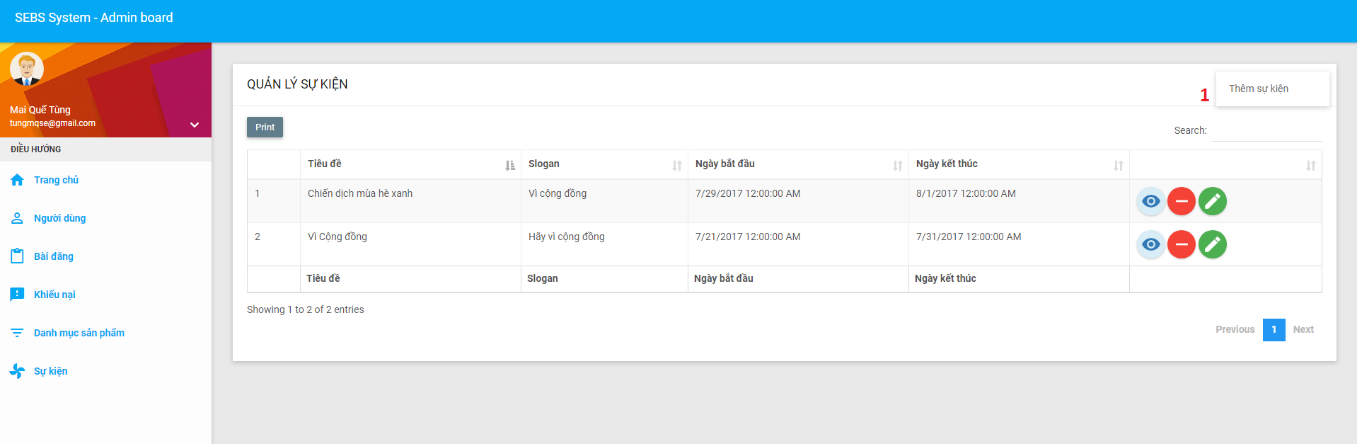 SEBS System - Admin board
Mai Quế Tùng
tungmqse@gmail.com
ĐIỀU HƯỚNG
Trang chủ
Người dùng
Bài đăng
Khiếu nại
Danh mục sản phẩm
Sự kiện
QUẢN LÝ SỰ KIỆN
1 Thêm sự kiện
Print
Search:
Tiêu đề Slogan Ngày bắt đầu Ngày kết thúc
1 Chiến dịch mùa hè xanh Vì cộng đồng 7/29/2017 12:00:00 AM 8/1/2017 12:00:00 AM
2 Vì Cộng đồng Hãy vì cộng đồng 7/21/2017 12:00:00 AM 7/31/2017 12:00:00 AM
Tiêu đề Slogan Ngày bắt đầu Ngày kết thúc
Showing 1 to 2 of 2 entries
Previous 1 Next